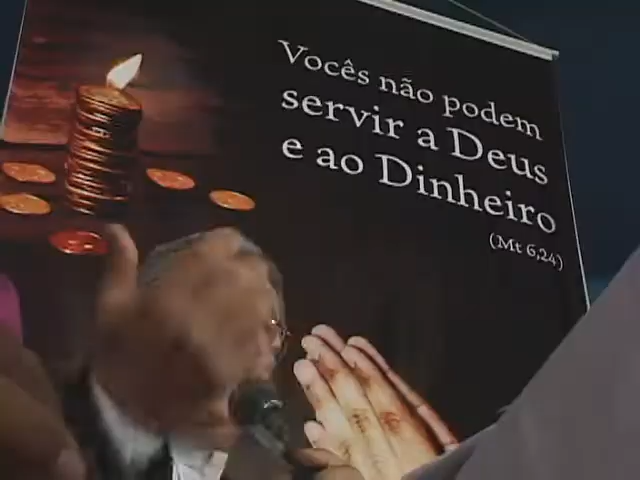 Vocês não podem
servir a Deus
e ao Dinheiro
(Mt 6,24)